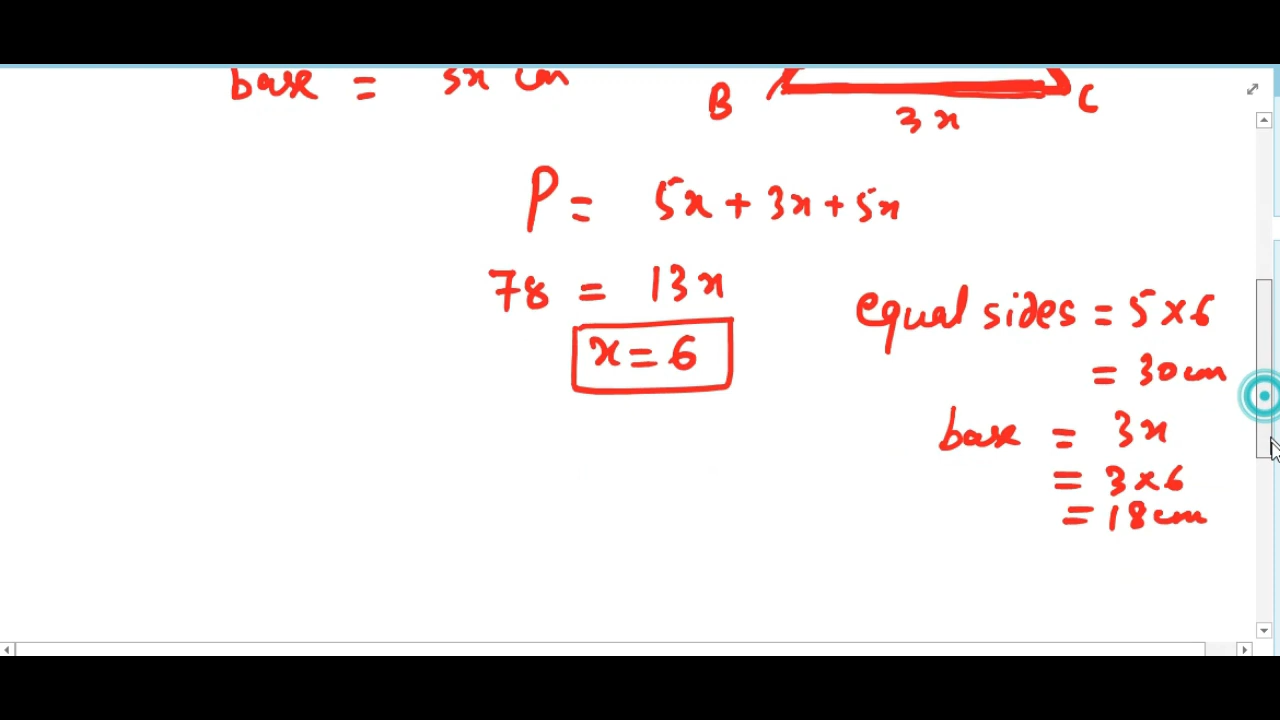 base = 3x cm
B C
3x
P = 5x + 3x + 5x
78 = 13x
x = 6
equal sides = 5 × 6
= 30 cm
base = 3x
= 3 × 6
= 18 cm